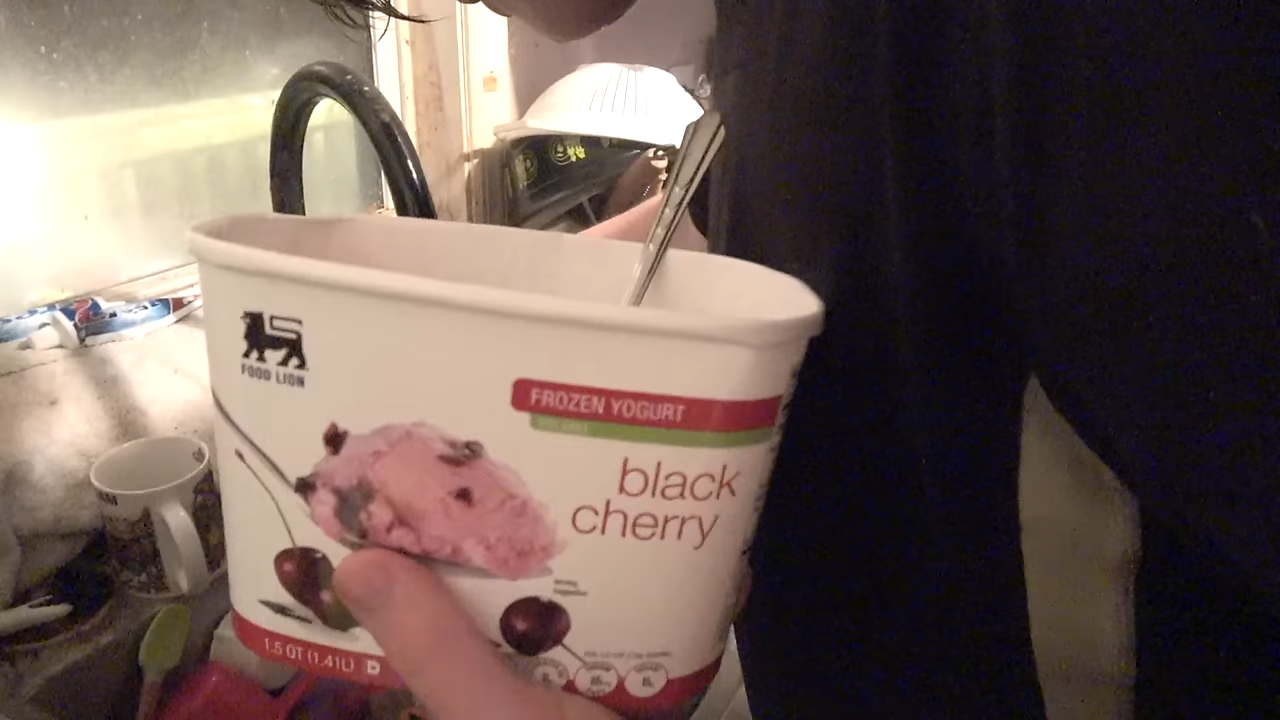 FOOD LION
FROZEN YOGURT
black
cherry
1.5 QT (1.41L) D